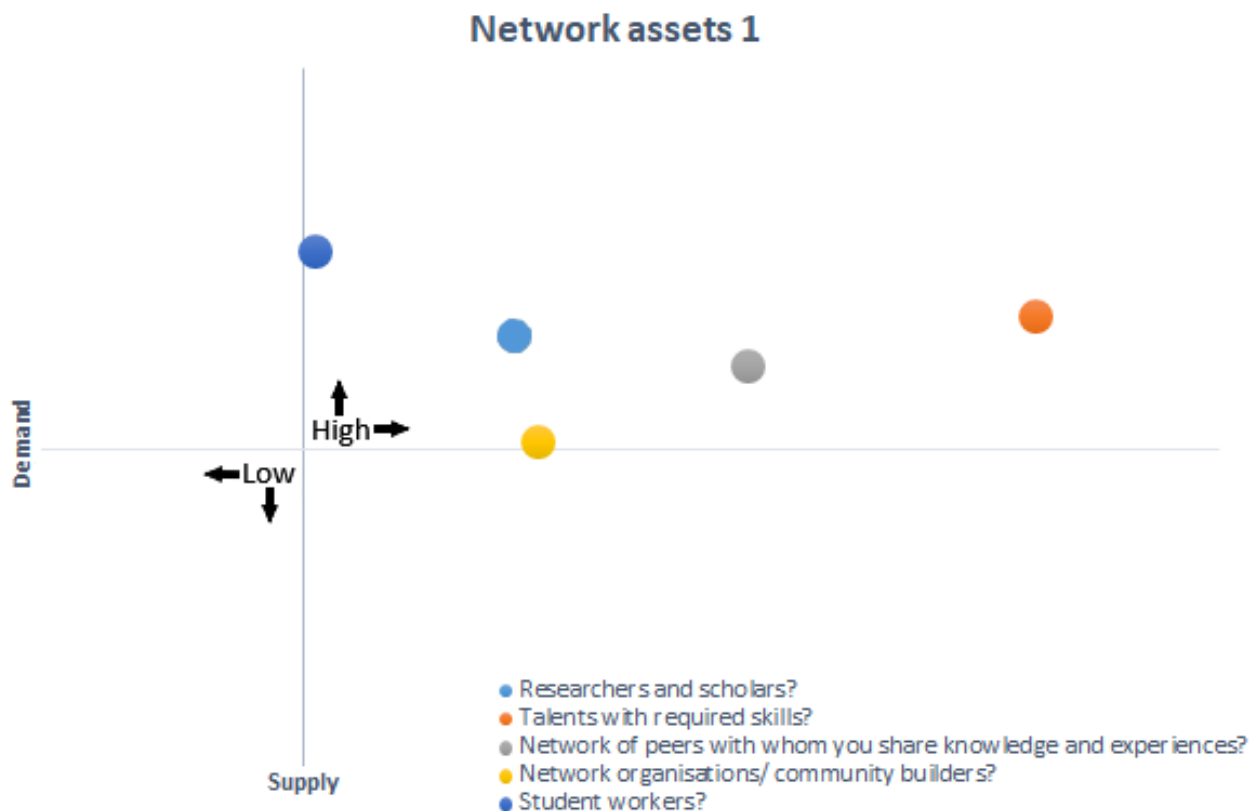 Network assets 1
High
Demand
Low
Researchers and scholars?
Talents with required skills?
Network of peers with whom you share knowledge and experiences?
Network organisations/ community builders?
Supply
Student workers?